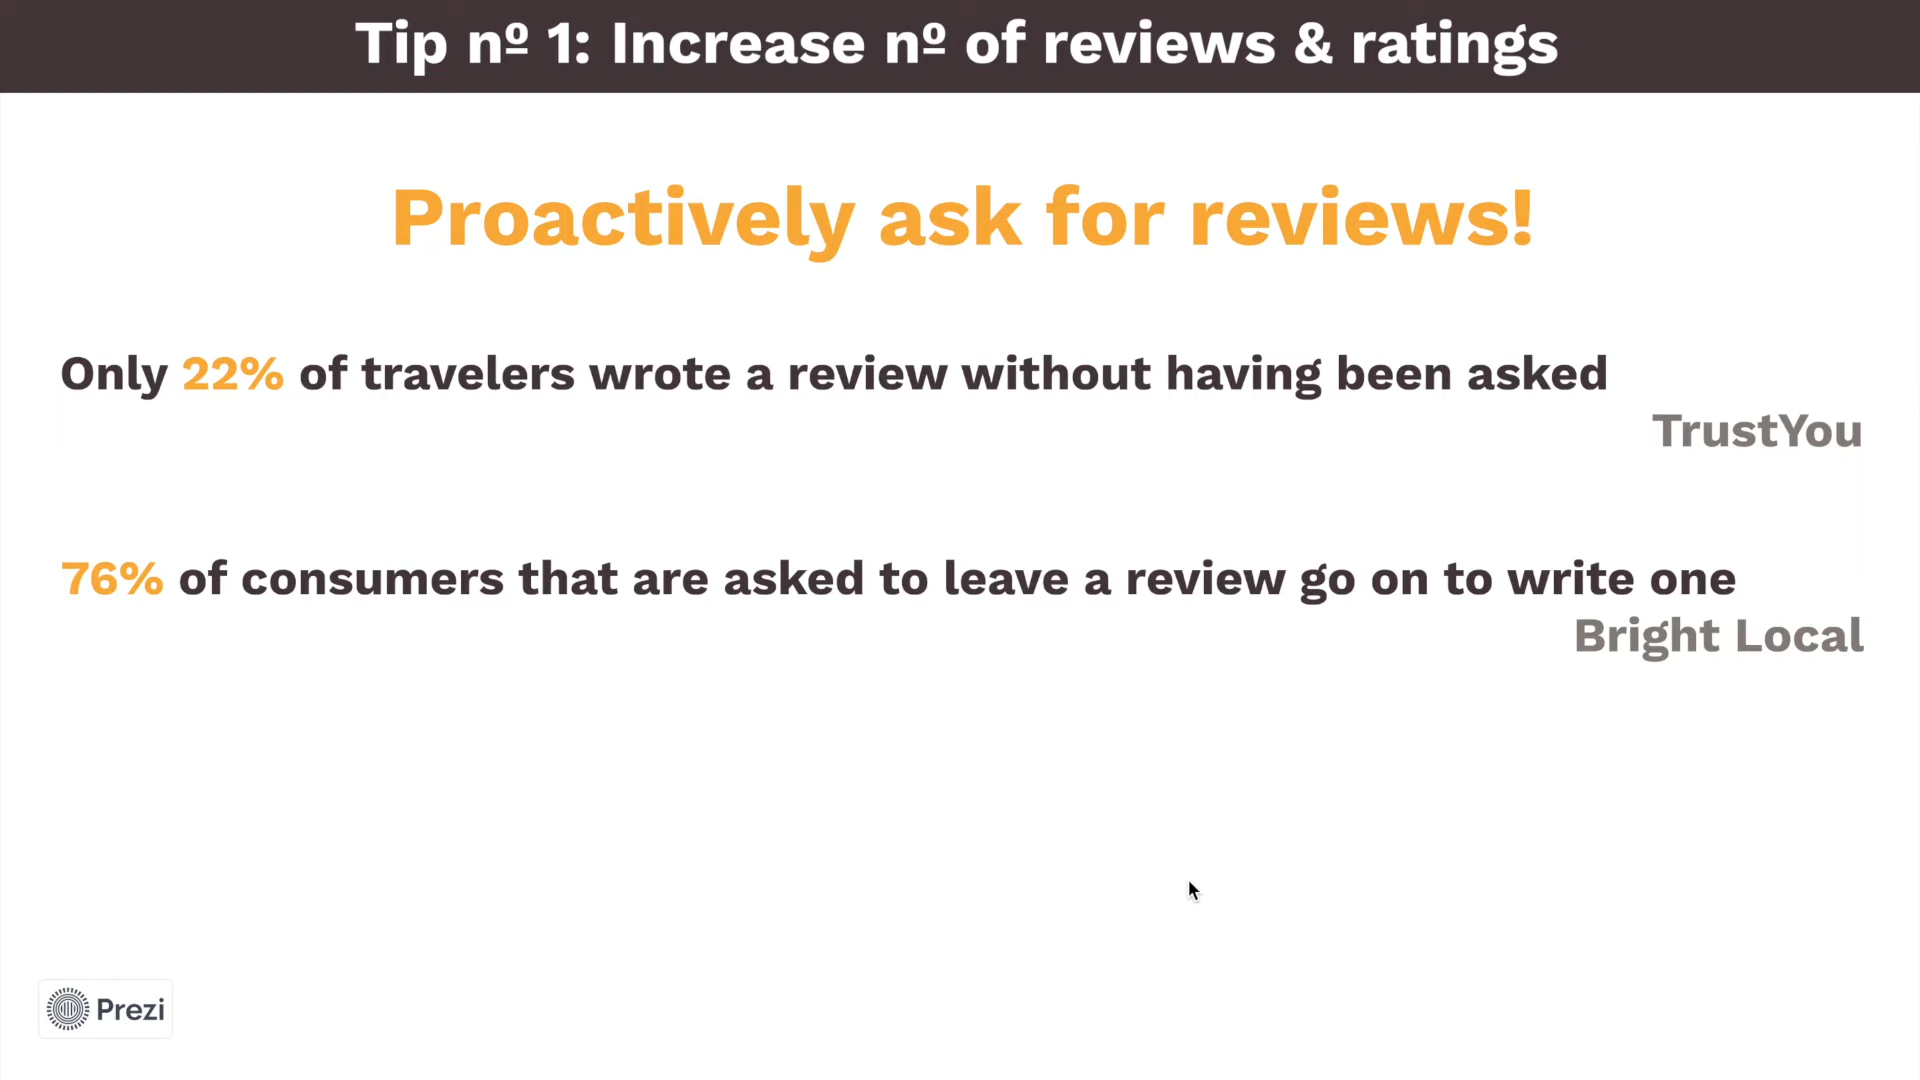 Tip nº 1: Increase nº of reviews & ratings
Proactively ask for reviews!
Only 22% of travelers wrote a review without having been asked
TrustYou
76% of consumers that are asked to leave a review go on to write one
Bright Local
Prezi